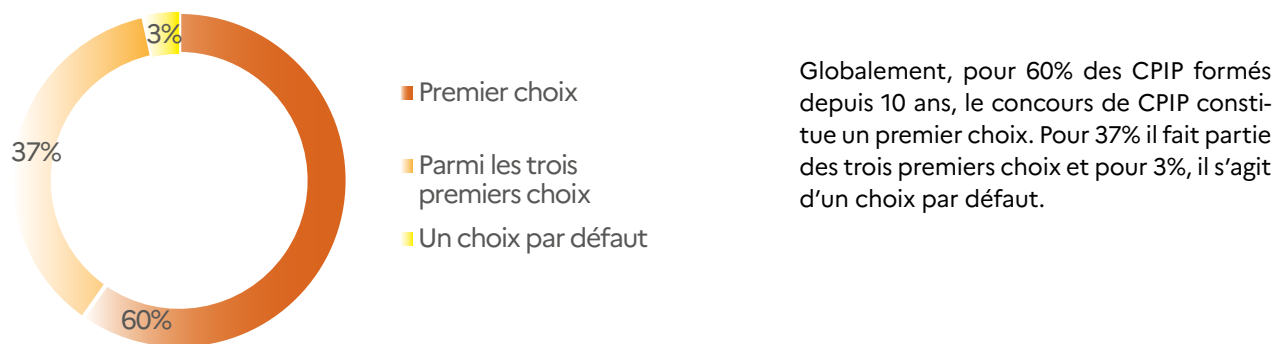 3%
37%
60%
Premier choix
Parmi les trois
premiers choix
Un choix par défaut
Globalement, pour 60% des CPIP formés
depuis 10 ans, le concours de CPIP consti-
tue un premier choix. Pour 37% il fait partie
des trois premiers choix et pour 3%, il s’agit
d’un choix par défaut.